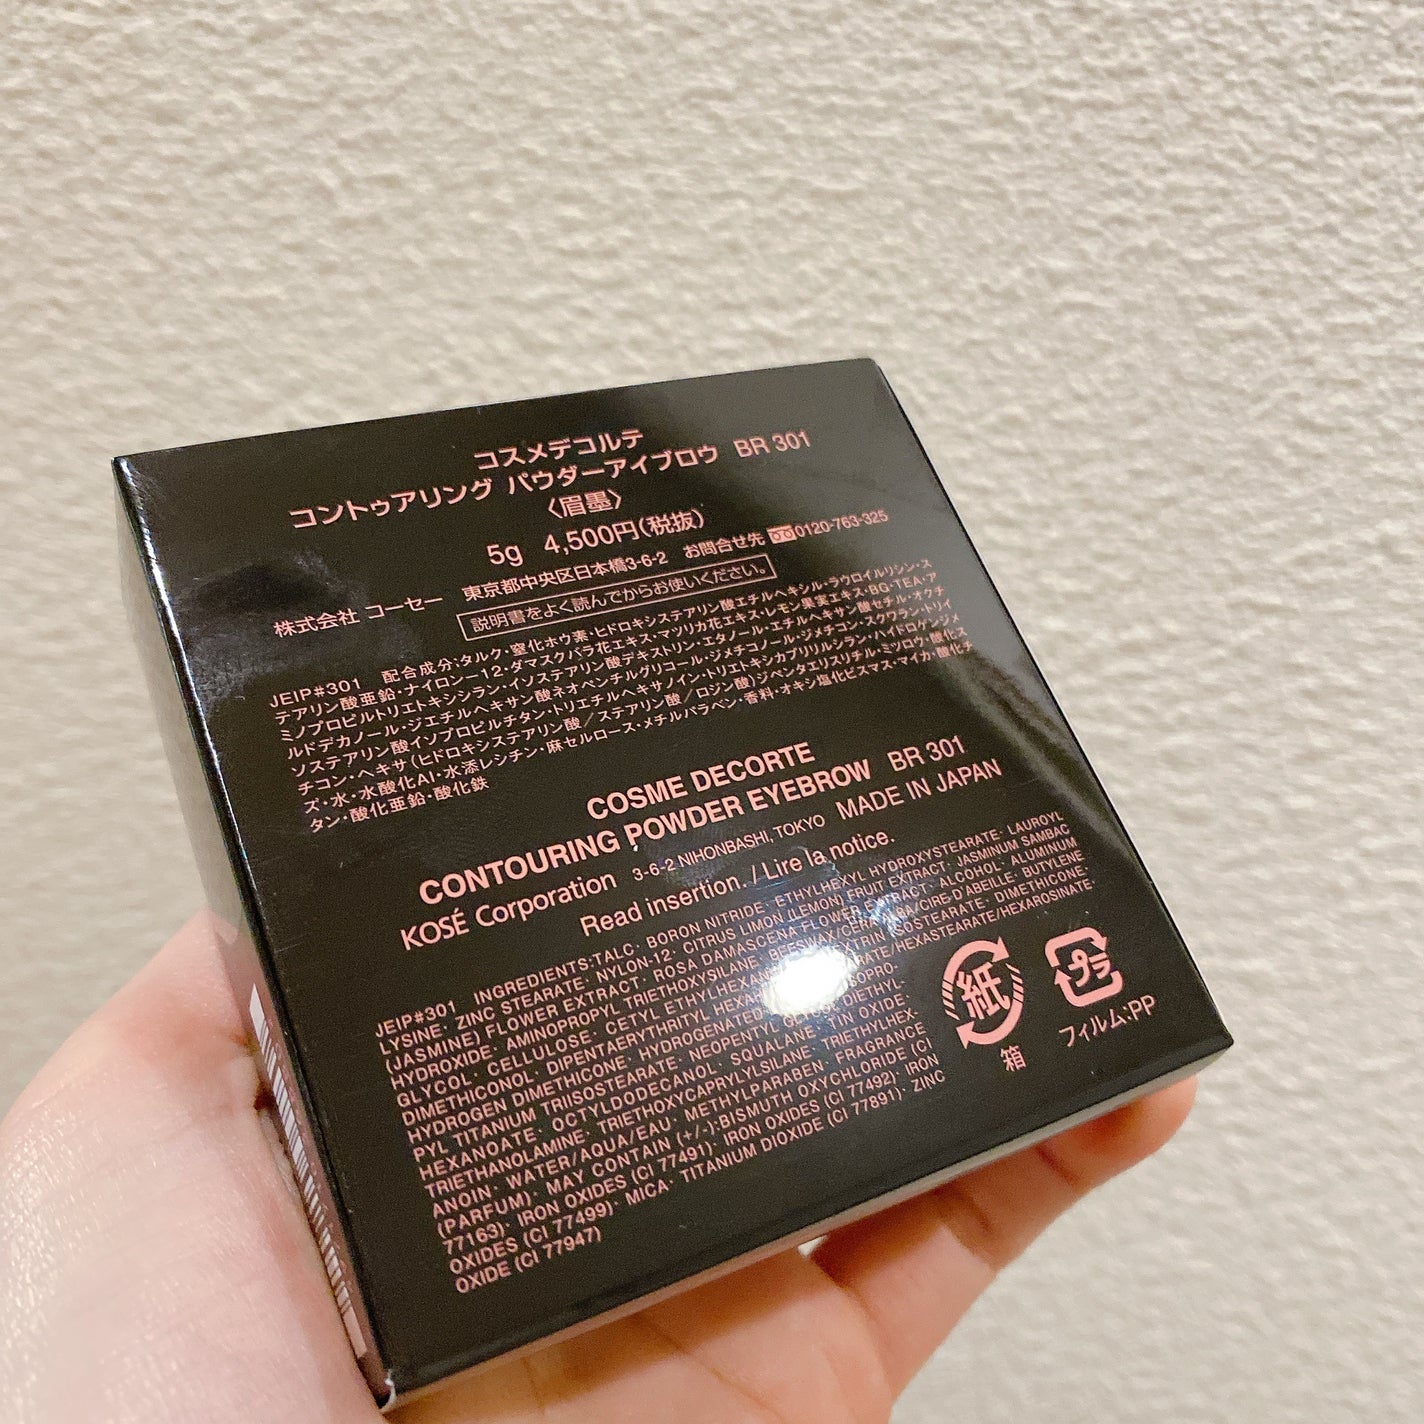 コスメデコルテ
コントゥアリング パウダーアイブロウ BR 301
〈眉墨〉
5g 4,500円(税抜)
株式会社 コーセー 東京都中央区日本橋3-6-2 お問合せ先 0120-763-325
説明書をよく読んでからお使いください。
JEIP#301 配合成分:タルク・窒化ホウ素・ヒドロキシステアリン酸エチルヘキシル・ラウロイルリシン・ス
テアリン酸亜鉛・ナイロン-12・ダマスクバラ花エキス・マツリカ花エキス・レモン果実エキス・BG・TEA・ア
ミノプロピルトリエトキシシラン・イソステアリン酸デキストリン・エタノール・エチルヘキサン酸セチル・オクチ
ルドデカノール・ジエチルヘキサン酸ネオペンチルグリコール・ジメチコノール・ジメチコン・スクワラン・トリイ
ソステアリン酸イソプロピルチタン・トリエチルヘキサノイン・トリエトキシカプリリルシラン・ハイドロゲンジメ
チコン・ヘキサ(ヒドロキシステアリン酸/ステアリン酸/ロジン酸)ジペンタエリスリチル・ミツロウ・酸化ス
ズ・水・水酸化Al・水添レシチン・麻セルロース・メチルパラベン・香料・オキシ塩化ビスマス・マイカ・酸化チ
タン・酸化亜鉛・酸化鉄
COSME DECORTE
CONTOURING POWDER EYEBROW BR 301
KOSÉ Corporation 3-6-2 NIHONBASHI, TOKYO MADE IN JAPAN
Read insertion. / Lire la notice.
JEIP#301 INGREDIENTS:TALC· BORON NITRIDE· ETHYLHEXYL HYDROXYSTEARATE· LAUROYL
LYSINE· ZINC STEARATE· NYLON-12· CITRUS LIMON (LEMON) FRUIT EXTRACT· JASMINUM SAMBAC
(JASMINE) FLOWER EXTRACT· ROSA DAMASCENA FLOWER EXTRACT· ALCOHOL· ALUMINUM
HYDROXIDE· AMINOPROPYL TRIETHOXYSILANE· BEESWAX/CERA ALBA/CIRE D'ABEILLE· BUTYLENE
GLYCOL· CELLULOSE· CETYL ETHYLHEXANOATE· ISOSTEARATE· DIMETHICONE·
DIMETHICONOL· DIPENTAERYTHRITYL /HEXASTEARATE/HEXAROSINATE·
HYDROGEN DIMETHICONE· HYDROGENATED ISOPRO-
PYL TITANIUM TRIISOSTEARATE· NEOPENTYL GLYCOL DIETHYL-
HEXANOATE· OCTYLDODECANOL· SQUALANE· TIN OXIDE·
TRIETHANOLAMINE· TRIETHOXYCAPRYLYLSILANE· TRIETHYLHEX-
ANOIN· WATER/AQUA/EAU· METHYLPARABEN· FRAGRANCE
(PARFUM)· MAY CONTAIN (+/-):BISMUTH OXYCHLORIDE (CI
77163)· IRON OXIDES (CI 77491)· IRON OXIDES (CI 77492)· IRON
OXIDES (CI 77499)· MICA· TITANIUM DIOXIDE (CI 77891)· ZINC
OXIDE (CI 77947)
紙
箱
プラ
フィルム:PP